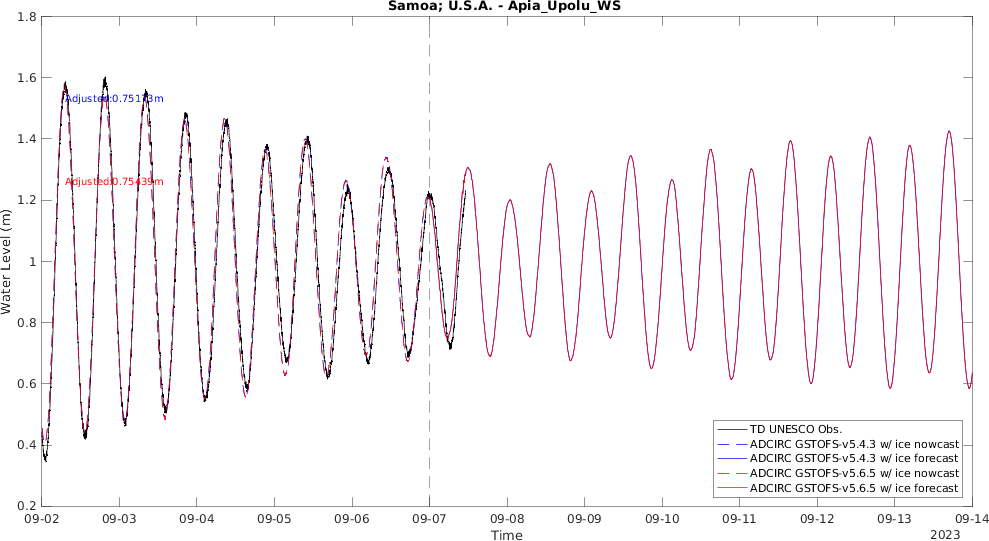 Samoa; U.S.A. - Apia_Upolu_WS
1.8
1.6
1.4
1.2
1
0.8
0.6
0.4
0.2
Water Level (m)
Adjusted:0.75173m
Adjusted:0.75439m
TD UNESCO Obs.
ADCIRC GSTOFS-v5.4.3 w/ ice nowcast
ADCIRC GSTOFS-v5.4.3 w/ ice forecast
ADCIRC GSTOFS-v5.6.5 w/ ice nowcast
ADCIRC GSTOFS-v5.6.5 w/ ice forecast
09-02 09-03 09-04 09-05 09-06 09-07 09-08 09-09 09-10 09-11 09-12 09-13 09-14
Time
2023